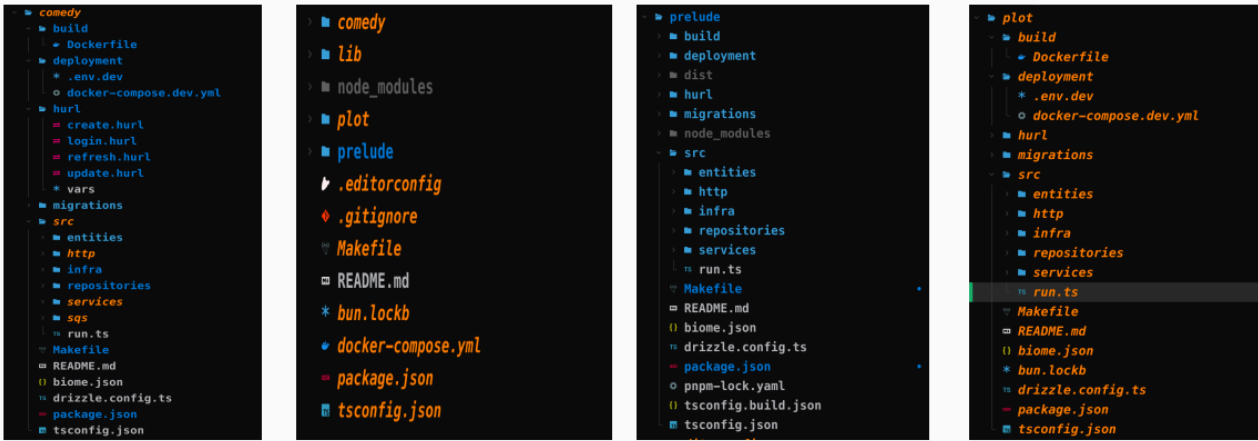 comedy
build
Dockerfile
deployment
.env.dev
docker-compose.dev.yml
hurl
create.hurl
login.hurl
refresh.hurl
update.hurl
vars
migrations
src
entities
http
infra
repositories
services
sqs
run.ts
Makefile
README.md
biome.json
drizzle.config.ts
package.json
tsconfig.json
comedy
lib
node_modules
plot
prelude
.editorconfig
.gitignore
Makefile
README.md
bun.lockb
docker-compose.yml
package.json
tsconfig.json
prelude
build
deployment
dist
hurl
migrations
node_modules
src
entities
http
infra
repositories
services
run.ts
Makefile
README.md
biome.json
drizzle.config.ts
package.json
pnpm-lock.yaml
tsconfig.build.json
tsconfig.json
plot
build
Dockerfile
deployment
.env.dev
docker-compose.dev.yml
hurl
migrations
src
entities
http
infra
repositories
services
run.ts
Makefile
README.md
biome.json
bun.lockb
drizzle.config.ts
package.json
tsconfig.json